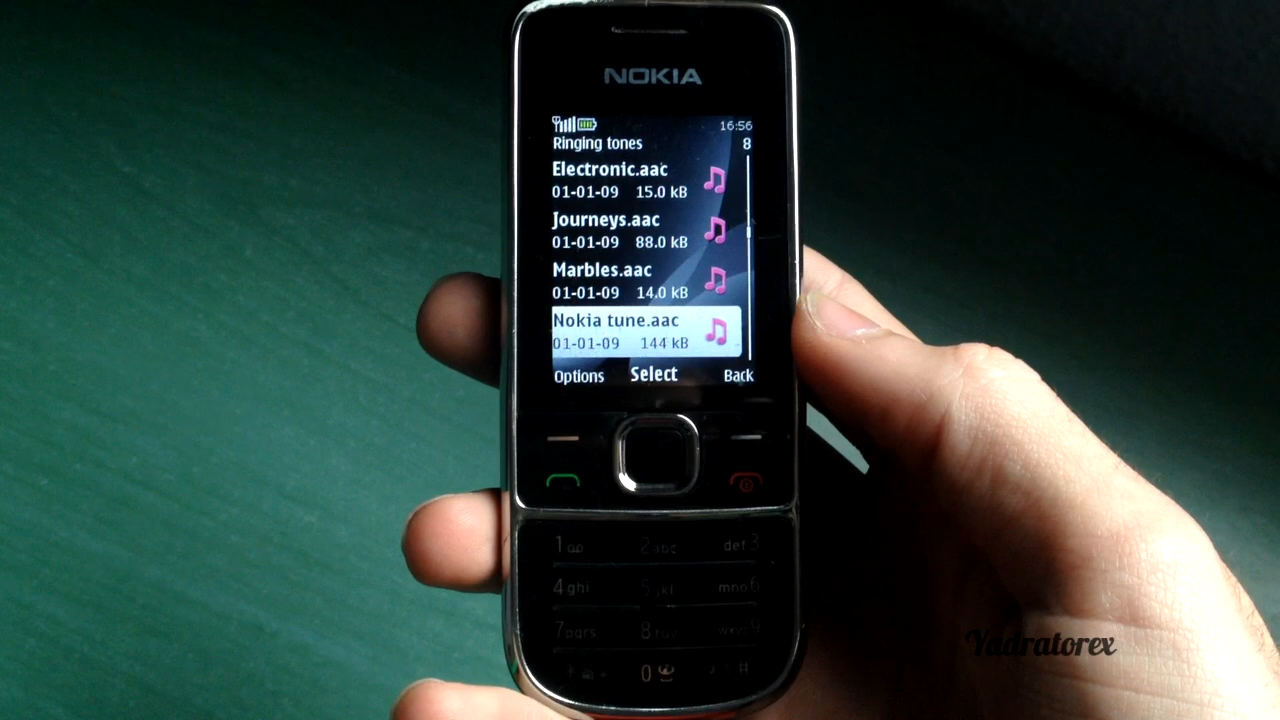 NOKIA
16:56
Ringing tones 8
Electronic.aac
01-01-09 15.0 kB
Journeys.aac
01-01-09 88.0 kB
Marbles.aac
01-01-09 14.0 kB
Nokia tune.aac
01-01-09 144 kB
Options Select Back
1 2abc def3
4ghi 5jkl mno6
7pqrs 8tuv wxyz9
* 0 #
Yadratorex